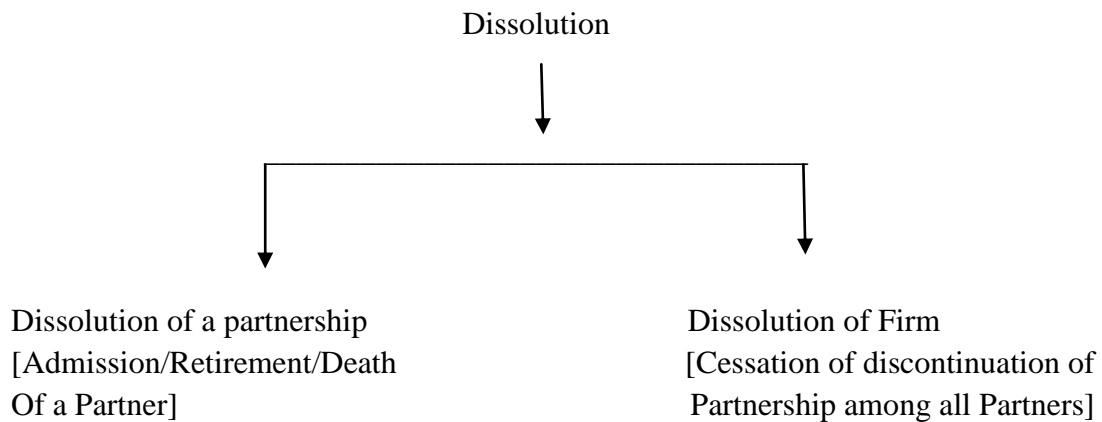 Dissolution
Dissolution of a partnership
[Admission/Retirement/Death
Of a Partner]
Dissolution of Firm
[Cessation of discontinuation of
Partnership among all Partners]